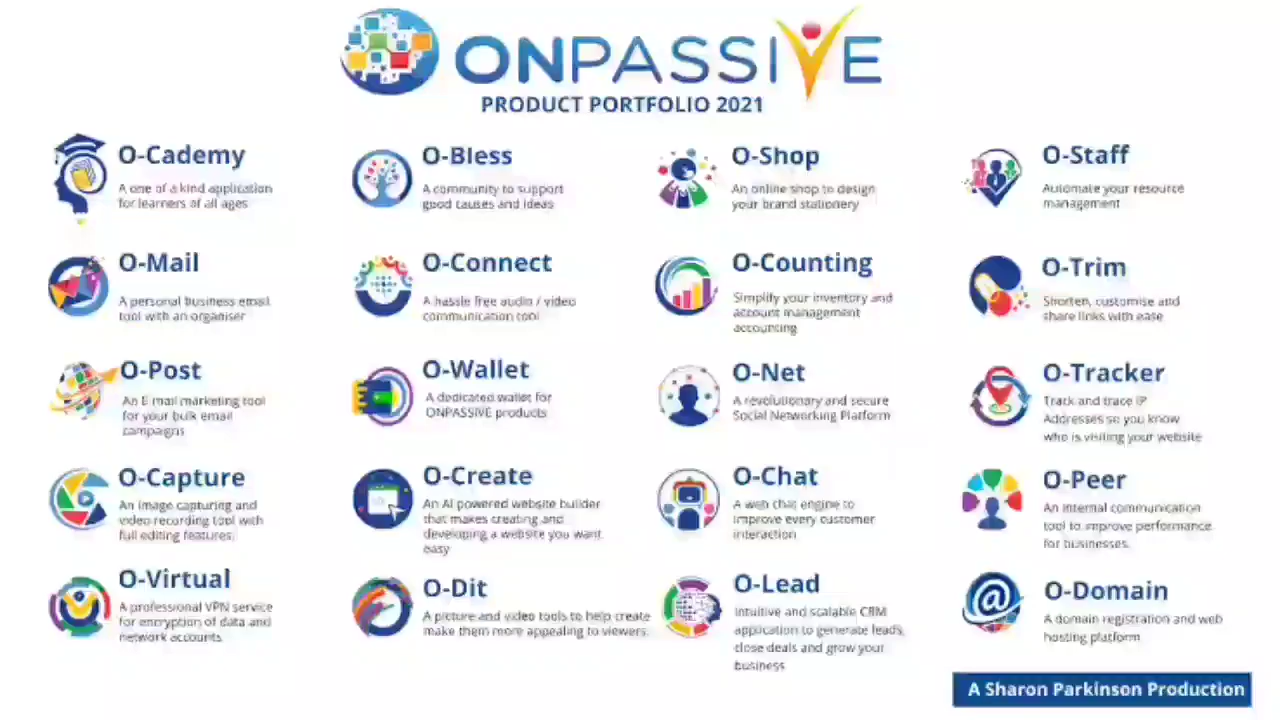 ONPASSIVE
PRODUCT PORTFOLIO 2021
O-Cademy
A one of a kind application
for learners of all ages
O-Bless
A community to support
good causes and ideas
O-Shop
An online shop to design
your brand stationery
O-Staff
Automate your resource
management
O-Mail
A personal business email
tool with an organiser
O-Connect
A hassle free audio / video
communication tool
O-Counting
Simplify your inventory and
account management
accounting
O-Trim
Shorten, customise and
share links with ease
O-Post
An E mail marketing tool
for your bulk email
campaigns
O-Wallet
A dedicated wallet for
ONPASSIVE products
O-Net
A revolutionary and secure
Social Networking Platform
O-Tracker
Track and trace IP
Addresses so you know
who is visiting your website
O-Capture
An image capturing and
video recording tool with
full editing features.
O-Create
An AI powered website builder
that makes creating and
developing a website you want
easy
O-Chat
A web chat engine to
improve every customer
interaction
O-Peer
An internal communication
tool to improve performance
for businesses.
O-Virtual
A professional VPN service
for encryption of data and
network accounts
O-Dit
A picture and video tools to help create
make them more appealing to viewers.
O-Lead
Intuitive and scalable CRM
application to generate leads,
close deals and grow your
business
O-Domain
A domain registration and web
hosting platform
A Sharon Parkinson Production